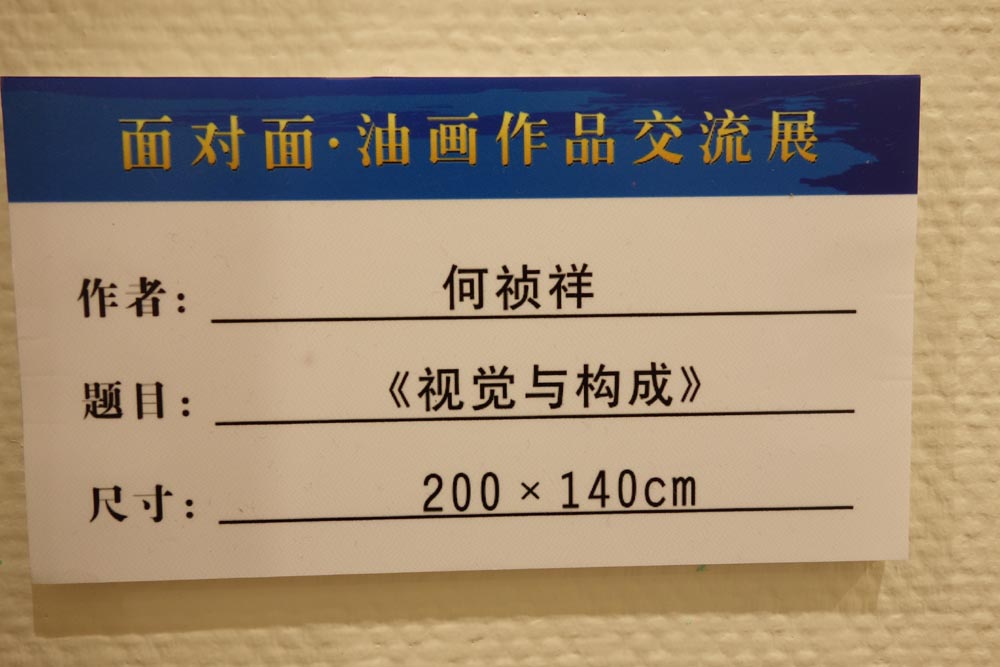 面对面·油画作品交流展
作者：何祯祥
题目：《视觉与构成》
尺寸：200×140cm